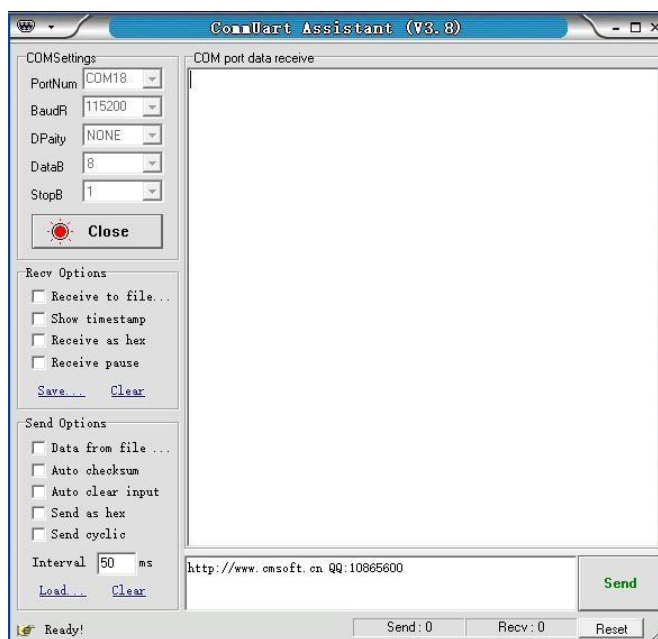 CommUart Assistant (V3.8)
COMSettings
PortNum COM18
BaudR 115200
DPaity NONE
DataB 8
StopB 1
Close
Recv Options
Receive to file...
Show timestamp
Receive as hex
Receive pause
Save... Clear
Send Options
Data from file ...
Auto checksum
Auto clear input
Send as hex
Send cyclic
Interval 50 ms
Load... Clear
COM port data receive
http://www.cmsoft.cn QQ:10865600
Send
Ready!
Send : 0
Recv : 0
Reset